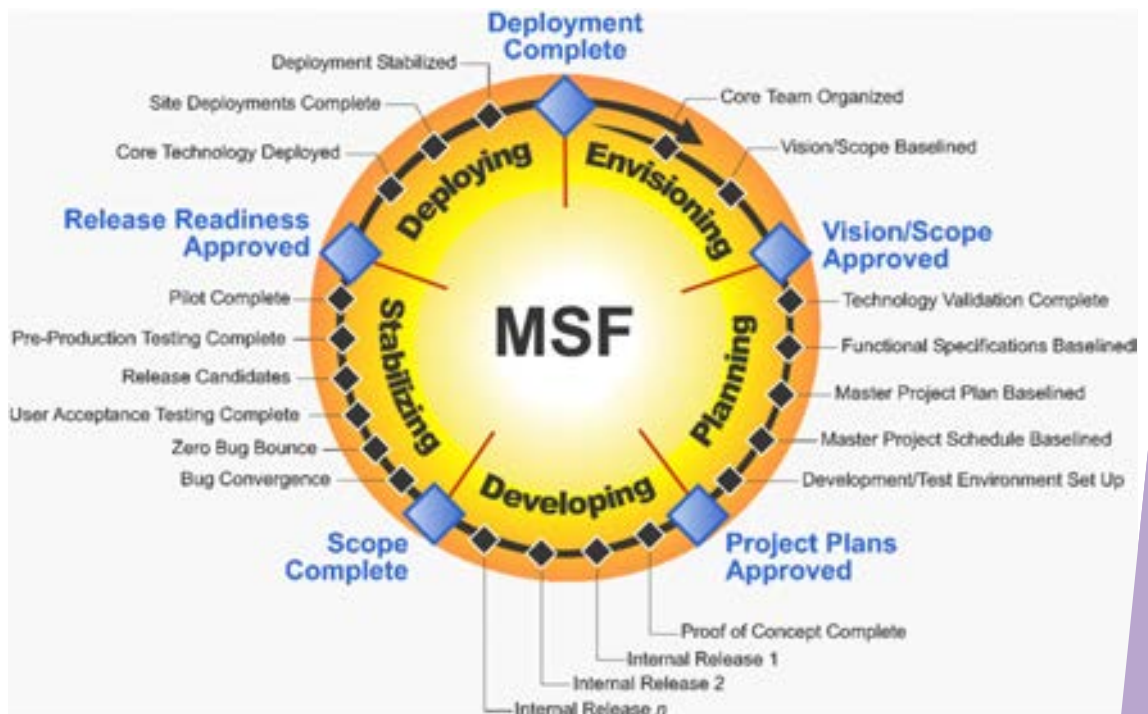 Deployment
Complete
Deployment Stabilized
Core Team Organized
Site Deployments Complete
Vision/Scope Baselined
Core Technology Deployed
Deploying
Envisioning
Release Readiness
Approved
Vision/Scope
Approved
Pilot Complete
Technology Validation Complete
Pre-Production Testing Complete
Functional Specifications Baselined
MSF
Stabilizing
Planning
Release Candidates
Master Project Plan Baselined
User Acceptance Testing Complete
Master Project Schedule Baselined
Zero Bug Bounce
Bug Convergence
Development/Test Environment Set Up
Developing
Scope
Complete
Project Plans
Approved
Proof of Concept Complete
Internal Release 1
Internal Release 2
Internal Release n